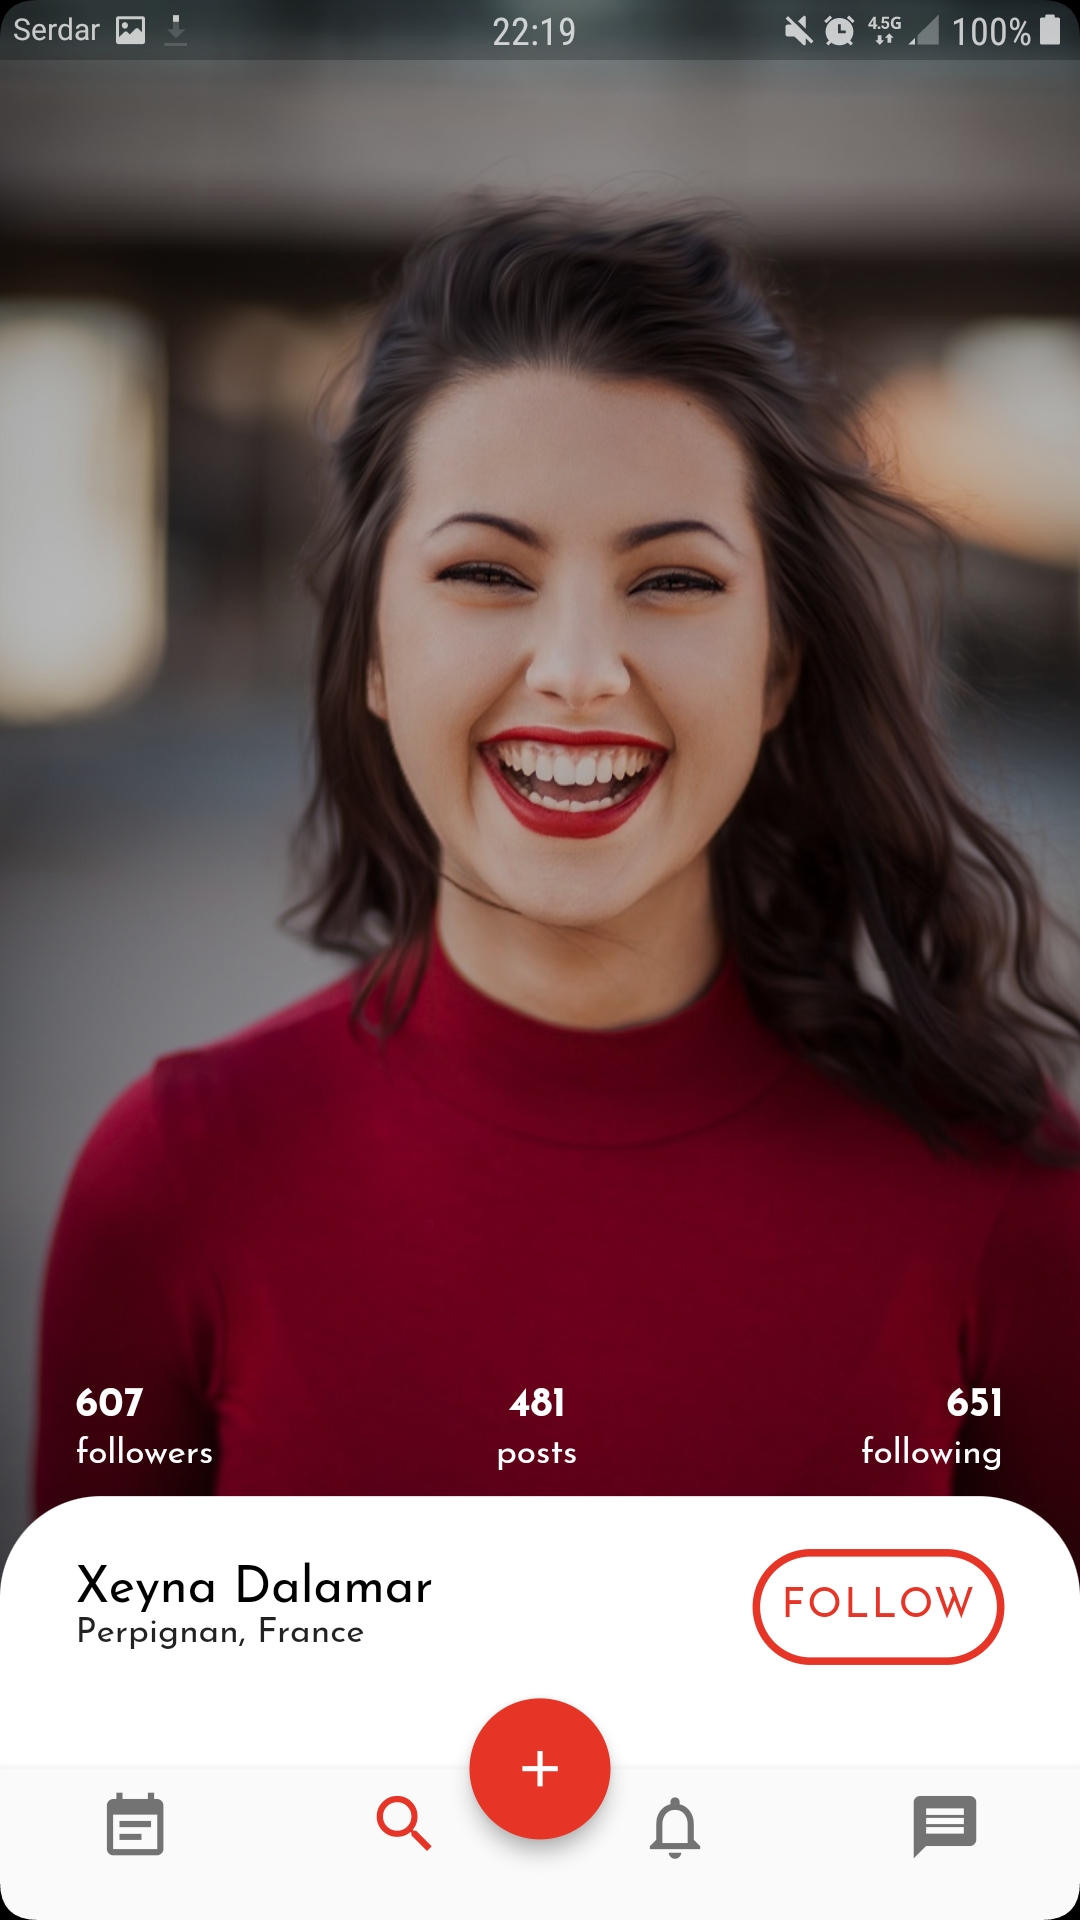 Serdar 22:19 4.5G 100%
607 481 651
followers posts following
Xeyna Dalamar
Perpignan, France
FOLLOW